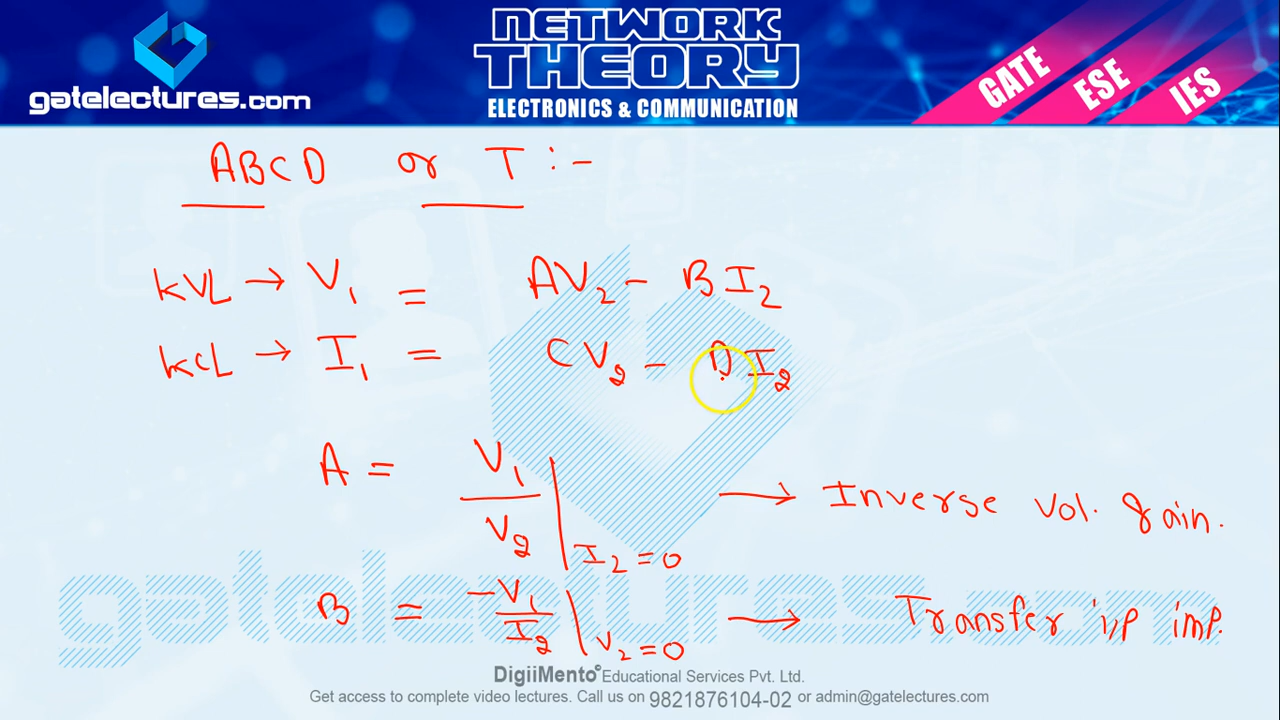 gatelectures.com
NETWORK
THEORY
ELECTRONICS & COMMUNICATION
GATE
ESE
IES
ABCD or T :-
KVL → V₁ = AV₂ - BI₂
KCL → I₁ = CV₂ - DI₂
A = V₁/V₂ | I₂=0 → Inverse Vol. gain.
B = -V₁/I₂ | V₂=0 → Transfer i/p imp.
gatelectures.com
DigiiMento© Educational Services Pvt. Ltd.
Get access to complete video lectures. Call us on 9821876104-02 or admin@gatelectures.com